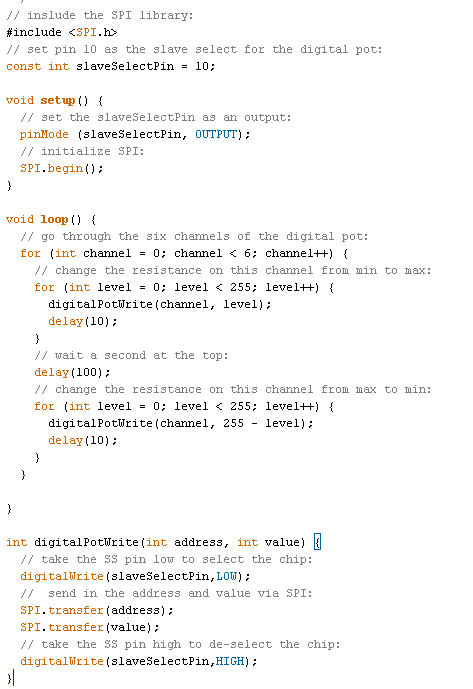 // inslude the SPI library:
#include <SPI.h>
// set pin 10 as the slave select for the digital pot:
const int slaveSelectPin = 10;

void setup() {
  // set the slaveSelectPin as an output:
  pinMode (slaveSelectPin, OUTPUT);
  // initialize SPI:
  SPI.begin();
}

void loop() {
  // go through the six channels of the digital pot:
  for (int channel = 0; channel < 6; channel++) {
    // change the resistance on this channel from min to max:
    for (int level = 0; level < 255; level++) {
      digitalPotWrite(channel, level);
      delay(10);
    }
    // wait a second at the top:
    delay(100);
    // change the resistance on this channel from max to min:
    for (int level = 0; level < 255; level++) {
      digitalPotWrite(channel, 255 - level);
      delay(10);
    }
  }

}

int digitalPotWrite(int address, int value) {
  // take the SS pin low to select the chip:
  digitalWrite(slaveSelectPin,LOW);
  //  send in the address and value via SPI:
  SPI.transfer(address);
  SPI.transfer(value);
  // take the SS pin high to de-select the chip:
  digitalWrite(slaveSelectPin,HIGH);
}